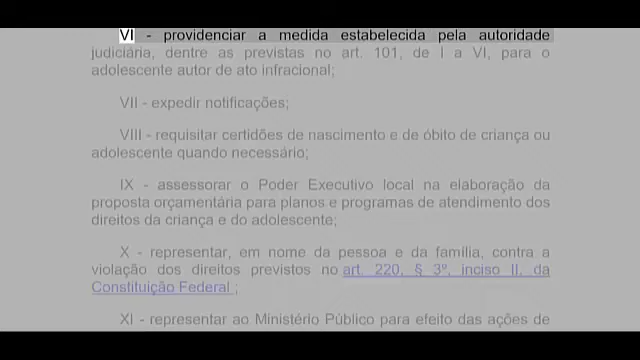 VI - providenciar a medida estabelecida pela autoridade
judiciária, dentre as previstas no art. 101, de I a VI, para o
adolescente autor de ato infracional;
VII - expedir notificações;
VIII - requisitar certidões de nascimento e de óbito de criança ou
adolescente quando necessário;
IX - assessorar o Poder Executivo local na elaboração da
proposta orçamentária para planos e programas de atendimento dos
direitos da criança e do adolescente;
X - representar, em nome da pessoa e da família, contra a
violação dos direitos previstos no art. 220, § 3º, inciso II, da
Constituição Federal ;
XI - representar ao Ministério Público para efeito das ações de